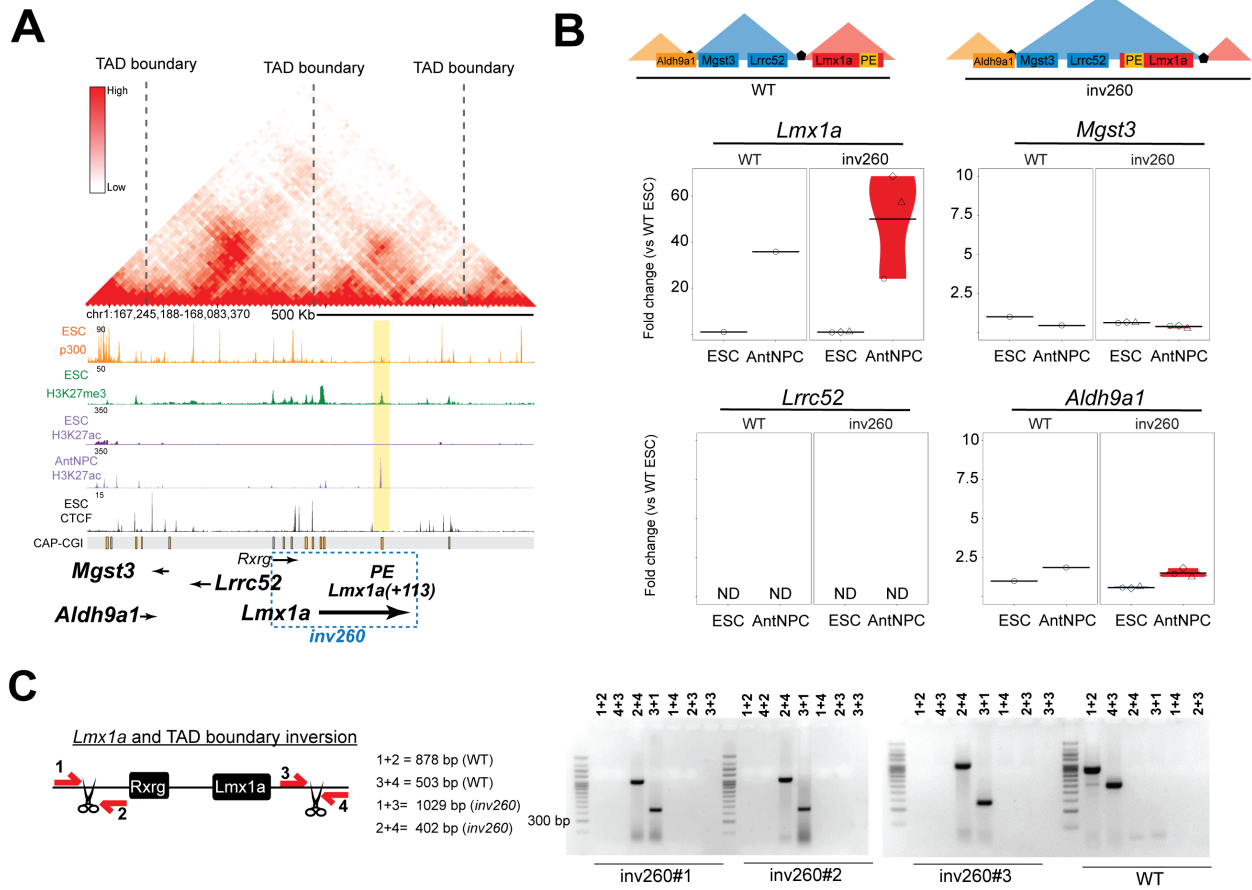 A
TAD boundary
TAD boundary
TAD boundary
High
Low
chr1:167,245,188-168,083,370
500 Kb
ESC
p300
90
ESC
H3K27me3
50
ESC
H3K27ac
350
AntNPC
H3K27ac
350
ESC
CTCF
15
CAP-CGI
Rxrg
Mgst3
Lrrc52
PE
Lmx1a(+113)
Aldh9a1
Lmx1a
inv260
B
Aldh9a1 Mgst3 Lrrc52 Lmx1a PE
WT
Aldh9a1 Mgst3 Lrrc52 PE Lmx1a
inv260
Lmx1a
WT inv260
Fold change (vs WT ESC)
60
40
20
ESC AntNPC ESC AntNPC
Mgst3
WT inv260
10
7.5
5
2.5
ESC AntNPC ESC AntNPC
Lrrc52
WT inv260
Fold change (vs WT ESC)
ND ND ND ND
ESC AntNPC ESC AntNPC
Aldh9a1
WT inv260
10
7.5
5
2.5
ESC AntNPC ESC AntNPC
C
Lmx1a and TAD boundary inversion
1 2 Rxrg Lmx1a 3 4
1+2 = 878 bp (WT)
3+4 = 503 bp (WT)
1+3= 1029 bp (inv260)
2+4= 402 bp (inv260)
300 bp
1+2 4+3 2+4 3+1 1+4 2+3 3+3
inv260#1
1+2 4+2 2+4 3+1 1+4 2+3 3+3
inv260#2
1+2 4+3 2+4 3+1 1+4 2+3 3+3
inv260#3
1+2 4+3 2+4 3+1 1+4 2+3
WT